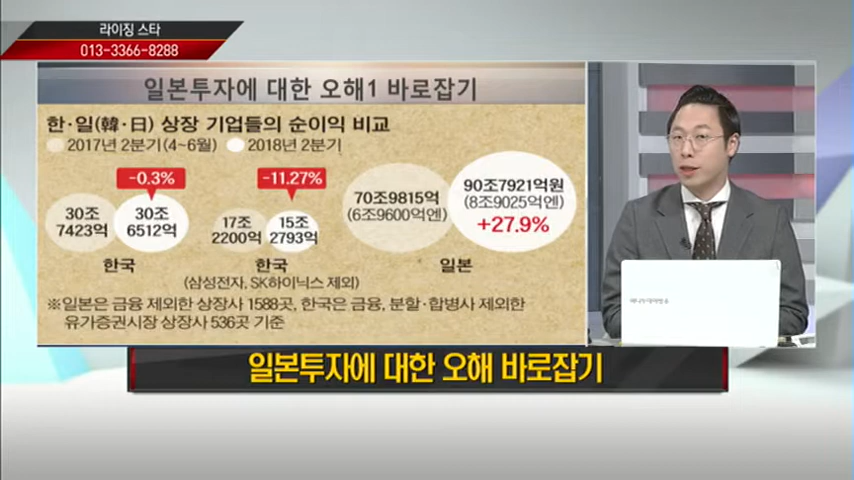 라이징 스타
013-3366-8288
일본투자에 대한 오해1 바로잡기
한·일(韓·日) 상장 기업들의 순이익 비교
2017년 2분기(4~6월) 2018년 2분기
-0.3%
-11.27%
30조
7423억
30조
6512억
17조
2200억
15조
2793억
70조9815억
(6조9600억엔)
90조7921억원
(8조9025억엔)
+27.9%
한국
한국
(삼성전자, SK하이닉스 제외)
일본
※일본은 금융 제외한 상장사 1588곳, 한국은 금융, 분할·합병사 제외한
유가증권시장 상장사 536곳 기준
일본투자에 대한 오해 바로잡기